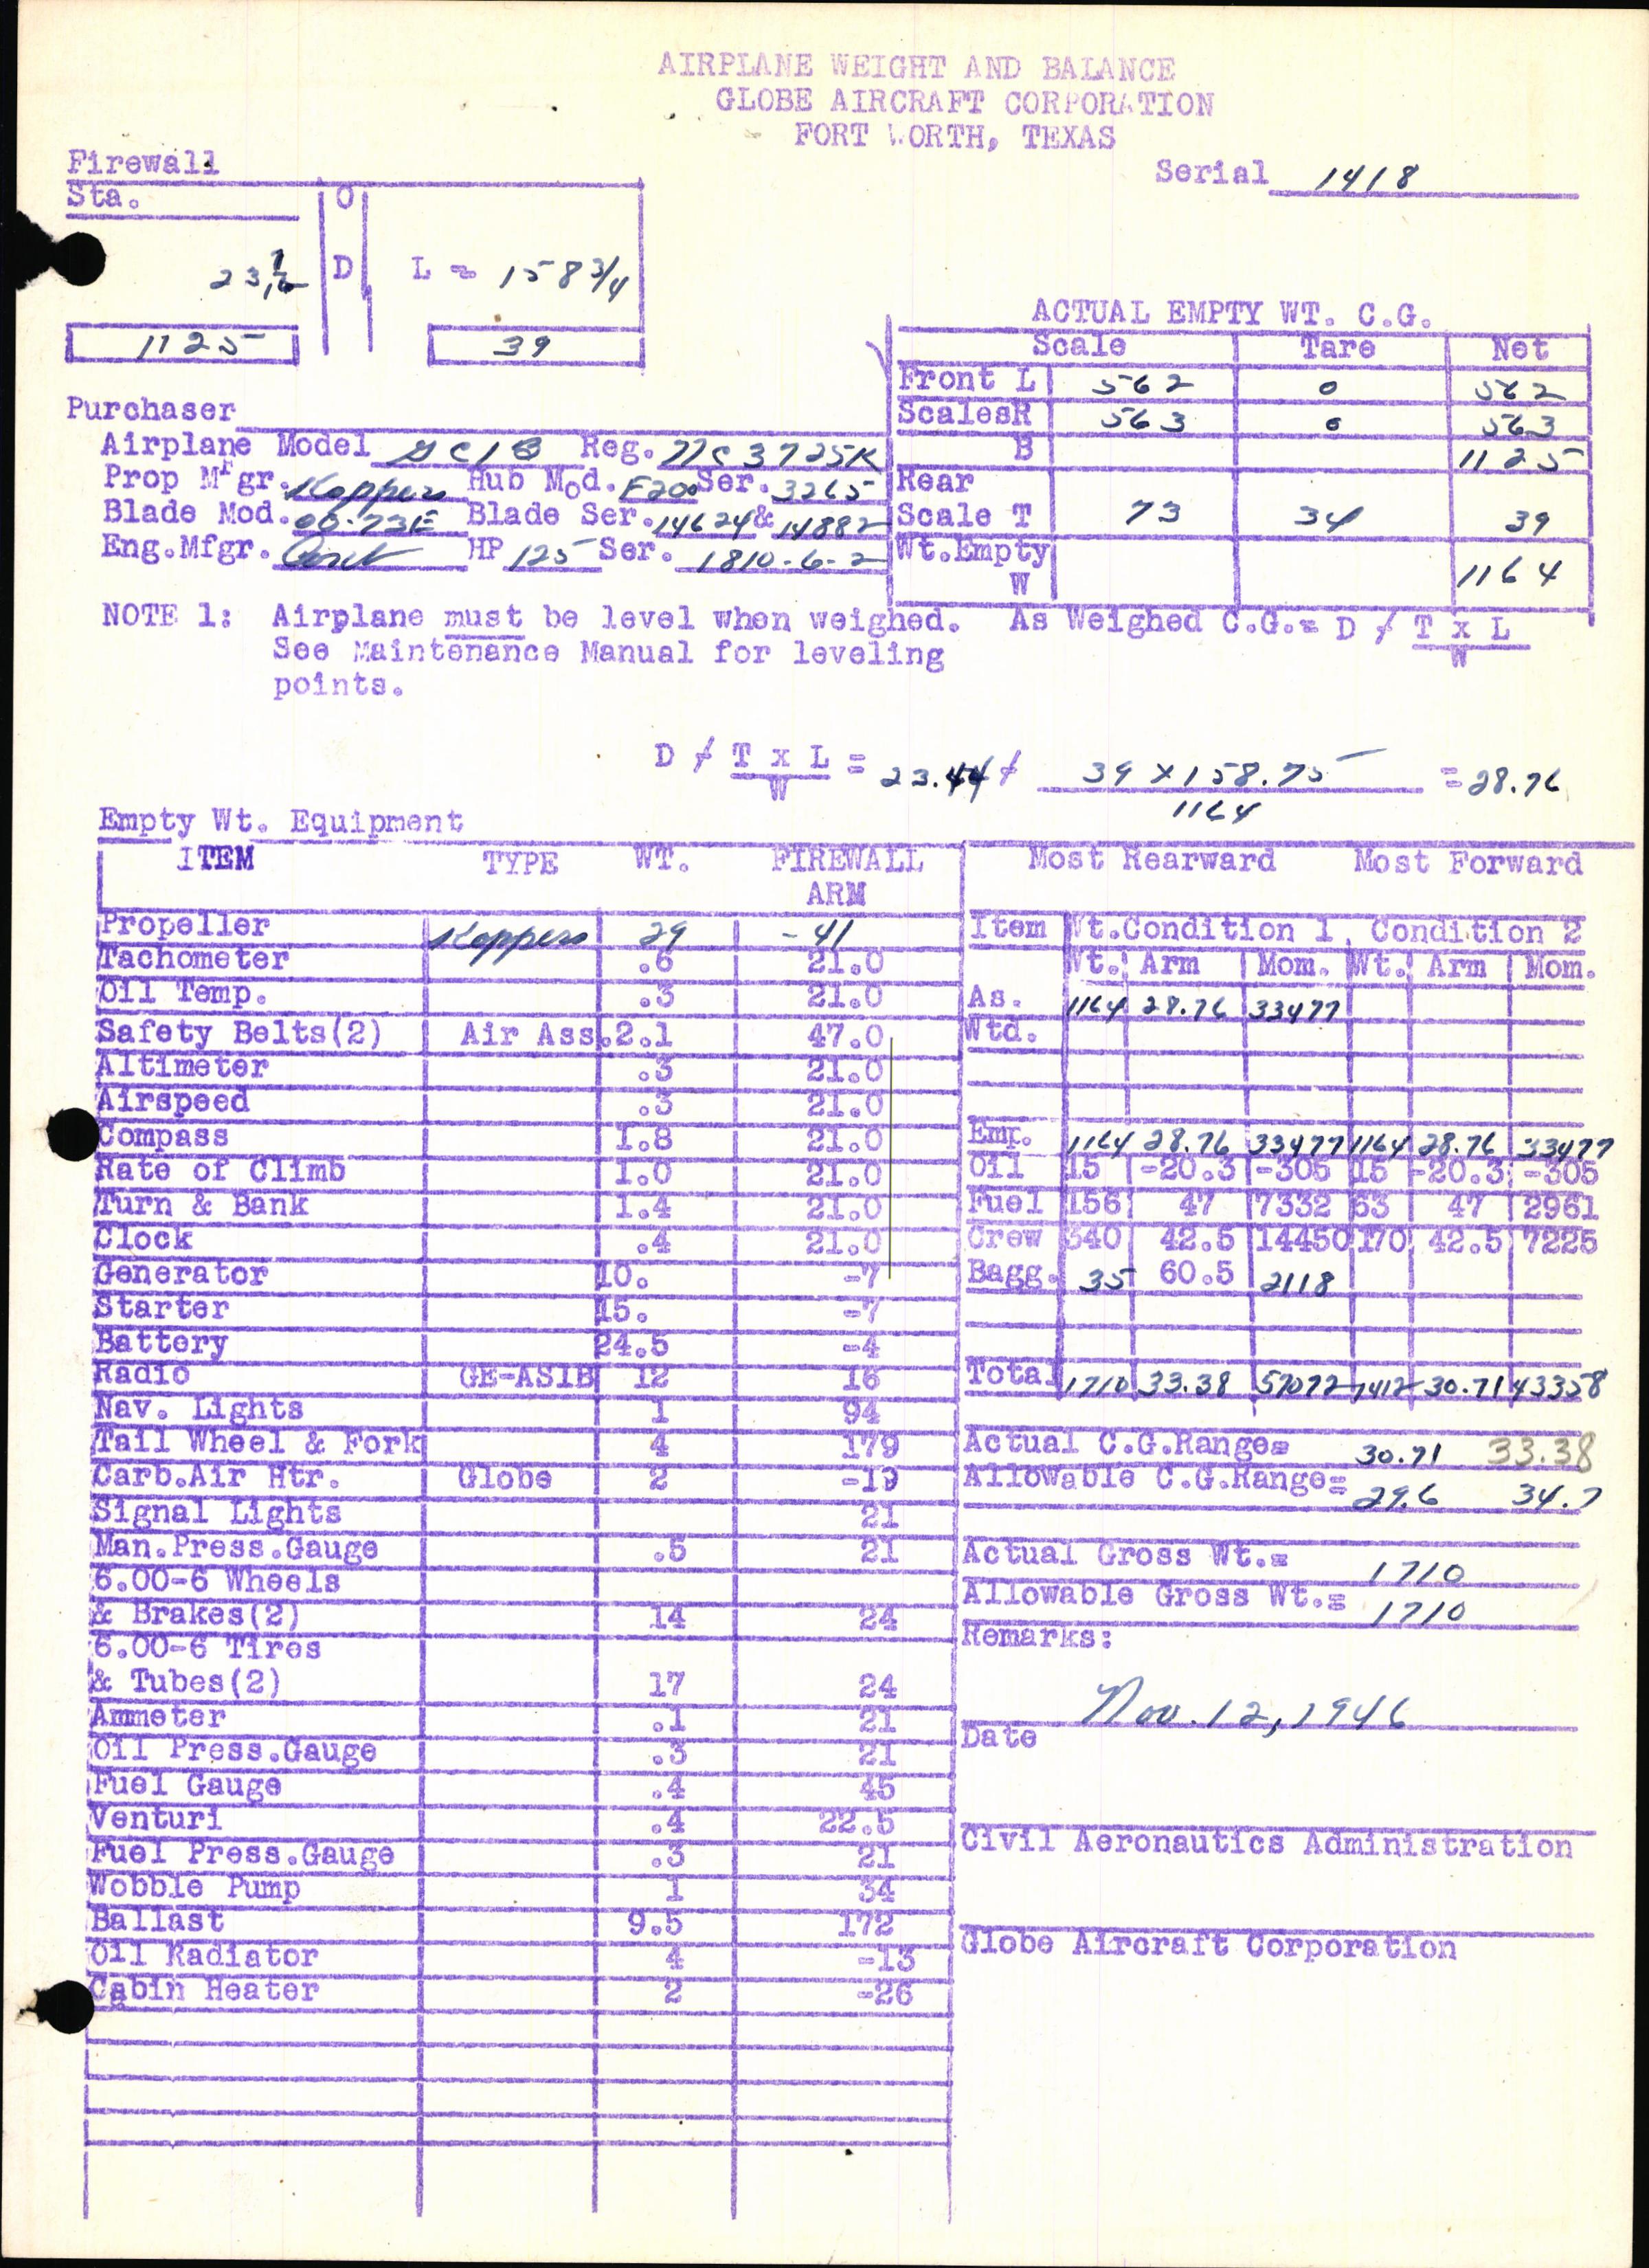 AIRPLANE WEIGHT AND BALANCE
GLOBE AIRCRAFT CORPORATION
FORT WORTH, TEXAS
Serial 1418
Firewall
Sta. O
D L = 158 3/4
1125 39
ACTUAL EMPTY WT. C.G.
Scale Tare Net
Front L 562 0 562
Scales R 563 0 563
B 1125
Rear
Scale T 73 34 39
Wt.Empty
W 1164
Purchaser
Airplane Model GC1B Reg. NC3725K
Prop Mfgr. Koppers Hub Mod. F200 Ser. 3265
Blade Mod. 00-73E Blade Ser. 14624 & 14882
Eng.Mfgr. Cont HP 125 Ser. 1810-6-2
NOTE 1: Airplane must be level when weighed. As Weighed C.G.= D ≠ T x L
W
See Maintenance Manual for leveling
points.
D ≠ T x L = 23.44 + 39 x 158.75 = 28.76
W 1164
Empty Wt. Equipment
ITEM TYPE WT. FIREWALL
ARM
Propeller Koppers 29 -41
Tachometer .6 21.0
Oil Temp. .3 21.0
Safety Belts(2) Air Ass. 2.1 47.0
Altimeter .3 21.0
Airspeed .3 21.0
Compass 1.8 21.0
Rate of Climb 1.0 21.0
Turn & Bank 1.4 21.0
Clock .4 21.0
Generator 10. -7
Starter 15. -7
Battery 24.5 -4
Radio GE-AS1B 12 16
Nav. Lights 1 94
Tail Wheel & Fork 4 179
Carb.Air Htr. Globe 2 -19
Signal Lights 21
Man.Press.Gauge .5 21
6.00-6 Wheels
& Brakes(2) 14 24
6.00-6 Tires
& Tubes(2) 17 24
Ammeter .1 21
Oil Press.Gauge .3 21
Fuel Gauge .4 45
Venturi .4 22.5
Fuel Press.Gauge .3 21
Wobble Pump 1 34
Ballast 9.5 172
Oil Radiator 4 -13
Cabin Heater 2 -26
Most Rearward Most Forward
Item Wt.Condition 1 Condition 2
Wt. Arm Mom. Wt. Arm Mom.
As. 1164 28.76 33477
Wtd.
Emp. 1164 28.76 33477 1164 28.76 33477
Oil 15 -20.3 -305 15 -20.3 -305
Fuel 156 47 7332 63 47 2961
Crew 340 42.5 14450 170 42.5 7225
Bagg. 35 60.5 2118
Total 1710 33.38 57072 1412 30.71 43358
Actual C.G.Range= 30.71 33.38
Allowable C.G.Range= 29.6 34.7
Actual Gross Wt.= 1710
Allowable Gross Wt.= 1710
Remarks:
Nov. 12, 1946
Date
Civil Aeronautics Administration
Globe Aircraft Corporation